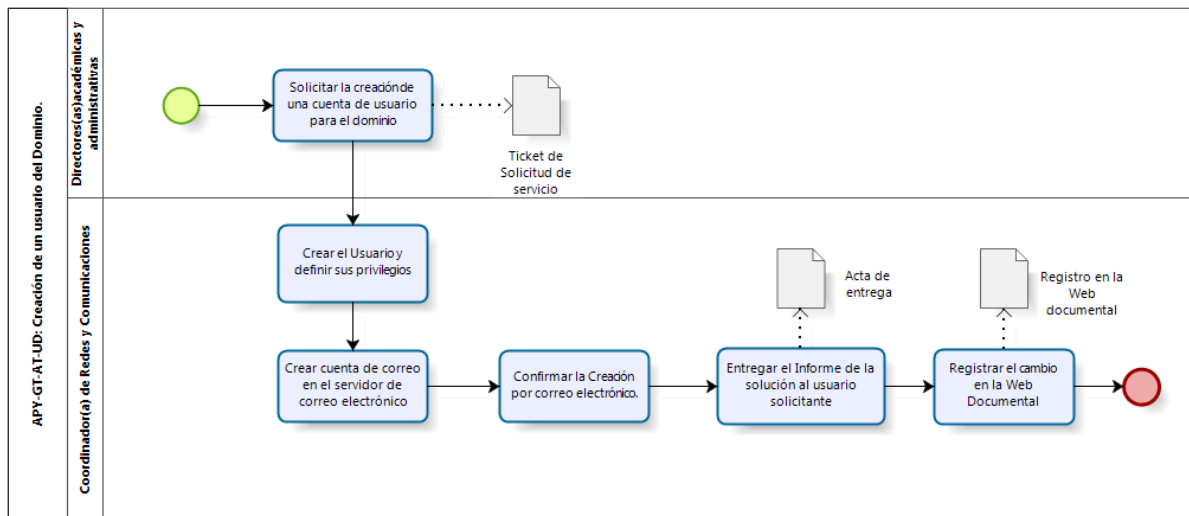 APY-GT-AT-UD: Creación de un usuario del Dominio.
Directores(as)académicas y
administrativas
Solicitar la creaciónde
una cuenta de usuario
para el dominio
Ticket de
Solicitud de
servicio
Coordinador(a) de Redes y Comunicaciones
Crear el Usuario y
definir sus privilegios
Acta de
entrega
Registro en la
Web
documental
Crear cuenta de correo
en el servidor de
correo electrónico
Confirmar la Creación
por correo electrónico.
Entregar el Informe de la
solución al usuario
solicitante
Registrar el cambio
en la Web
Documental